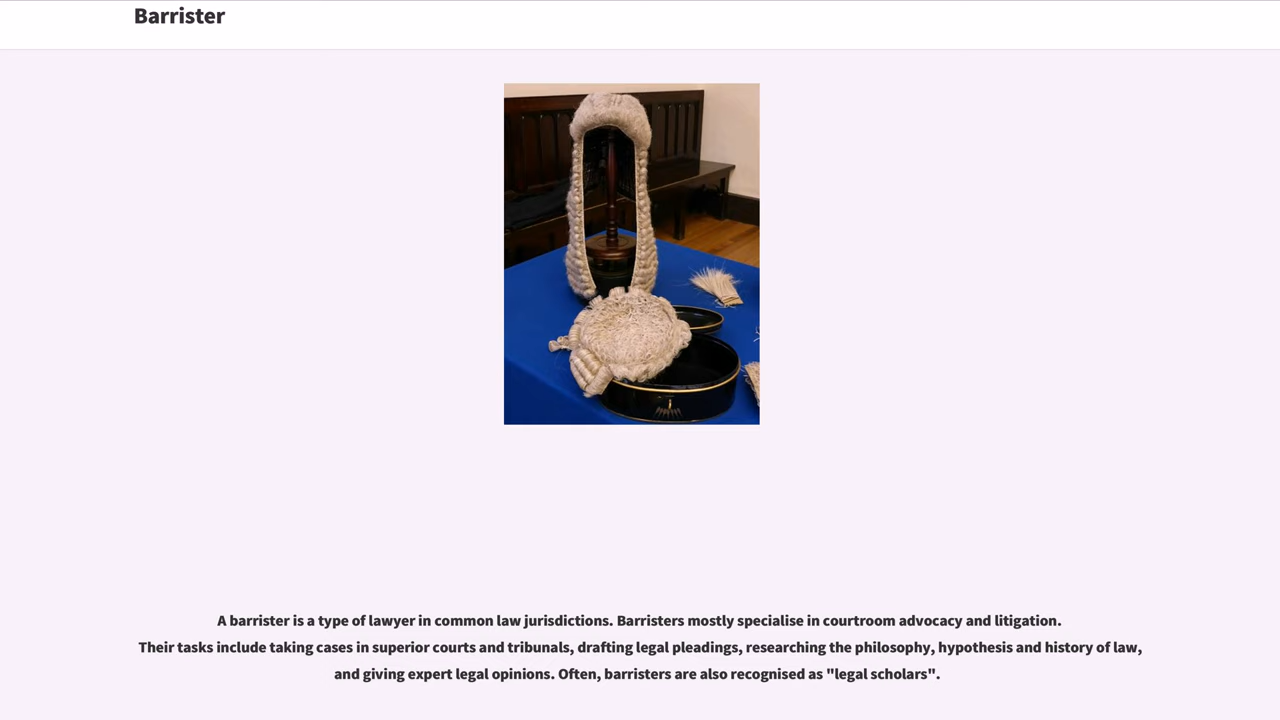 Barrister
A barrister is a type of lawyer in common law jurisdictions. Barristers mostly specialise in courtroom advocacy and litigation.
Their tasks include taking cases in superior courts and tribunals, drafting legal pleadings, researching the philosophy, hypothesis and history of law,
and giving expert legal opinions. Often, barristers are also recognised as "legal scholars".